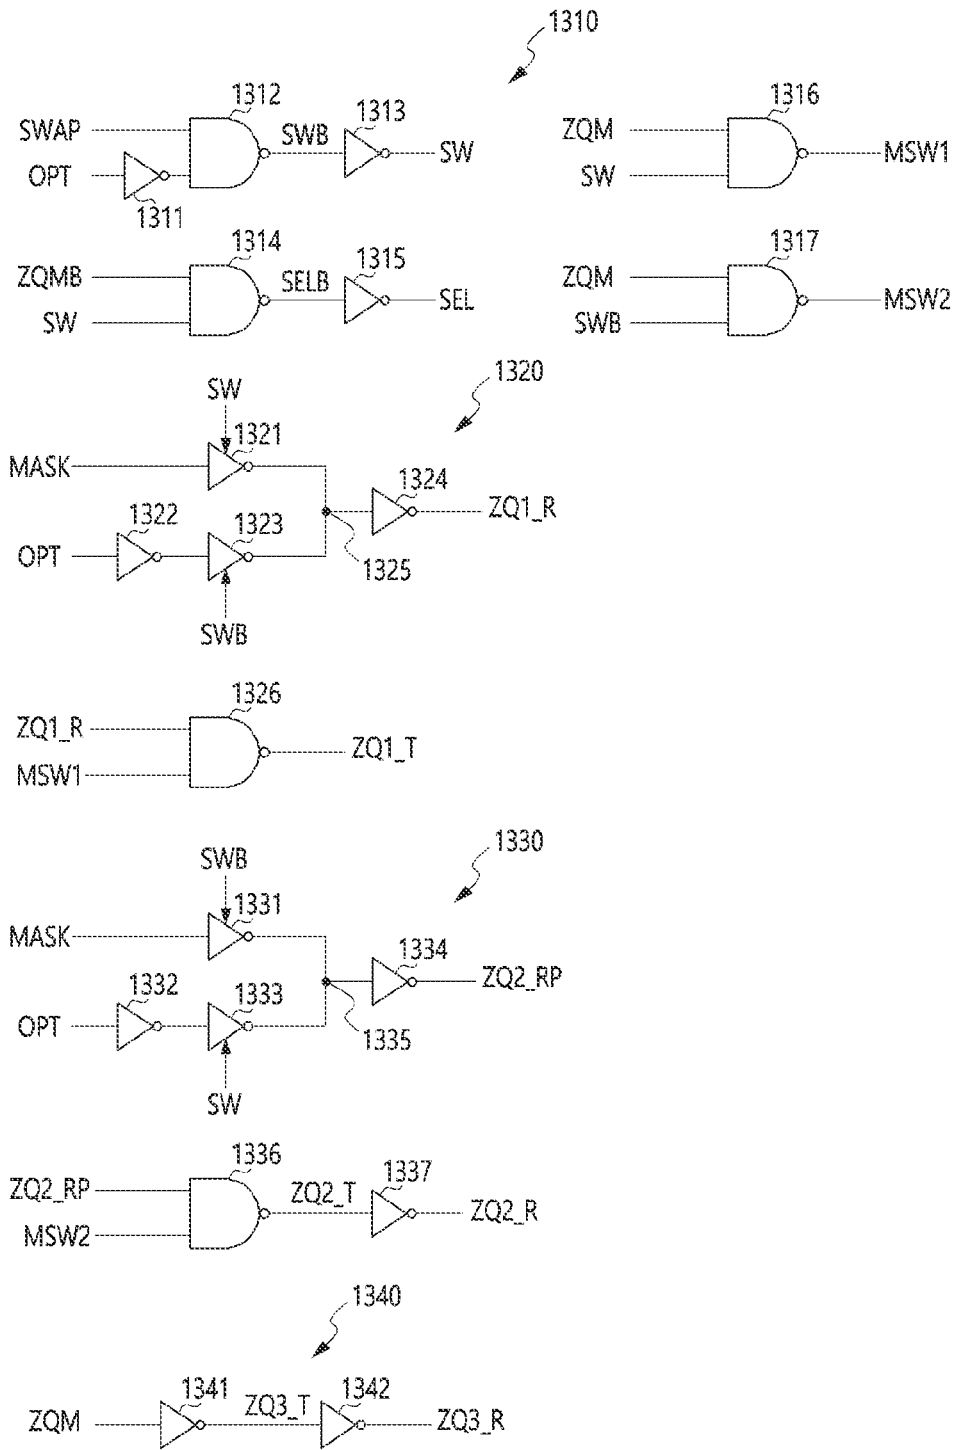 1310
1312
SWAP
OPT
1311
SWB
1313
SW
1316
ZQM
SW
MSW1
1314
ZQMB
SW
SELB
1315
SEL
1317
ZQM
SWB
MSW2
1320
SW
MASK
1321
1324
ZQ1_R
OPT
1322
1323
1325
SWB
1326
ZQ1_R
MSW1
ZQ1_T
1330
SWB
MASK
1331
1334
ZQ2_RP
OPT
1332
1333
1335
SW
1336
ZQ2_RP
MSW2
ZQ2_T
1337
ZQ2_R
1340
ZQM
1341
ZQ3_T
1342
ZQ3_R